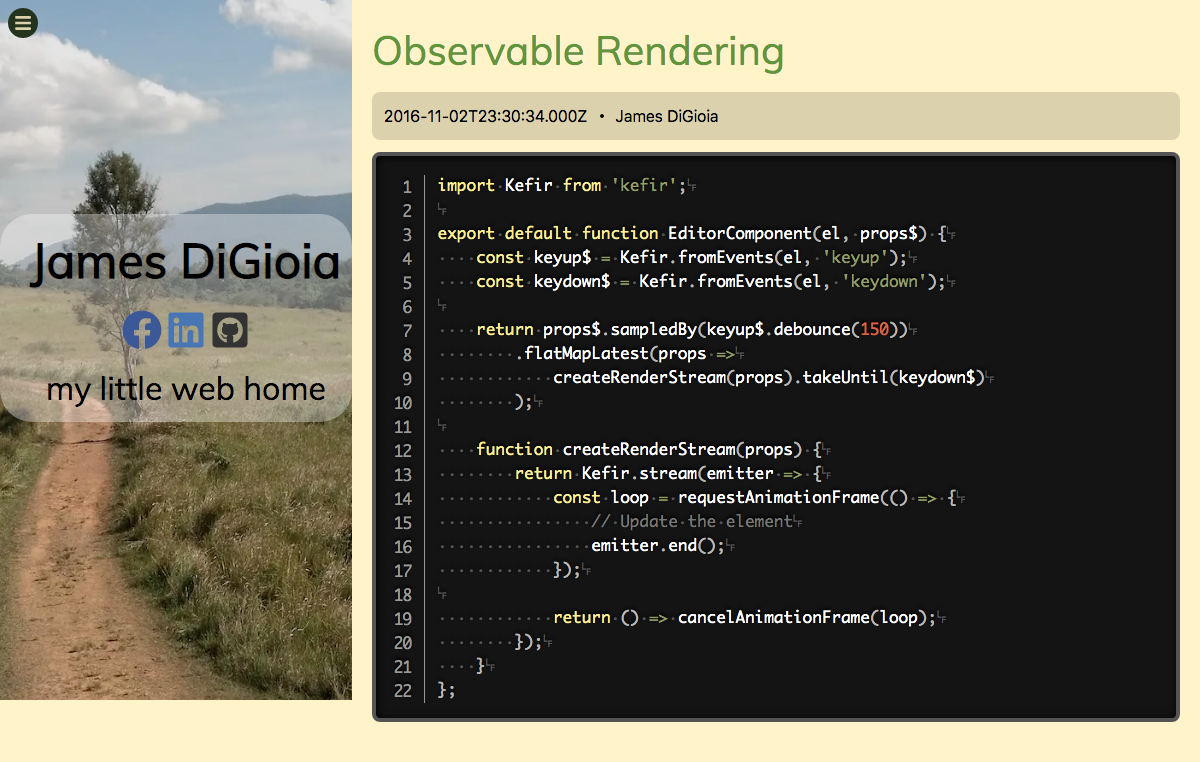 James DiGioia
my little web home
Observable Rendering
2016-11-02T23:30:34.000Z • James DiGioia
1 import Kefir from 'kefir';
2
3 export default function EditorComponent(el, props$) {
4     const keyup$ = Kefir.fromEvents(el, 'keyup');
5     const keydown$ = Kefir.fromEvents(el, 'keydown');
6
7     return props$.sampledBy(keyup$.debounce(150))
8         .flatMapLatest(props =>
9             createRenderStream(props).takeUntil(keydown$)
10         );
11
12     function createRenderStream(props) {
13         return Kefir.stream(emitter => {
14             const loop = requestAnimationFrame(() => {
15                 // Update the element
16                 emitter.end();
17             });
18
19             return () => cancelAnimationFrame(loop);
20         });
21     }
22 };